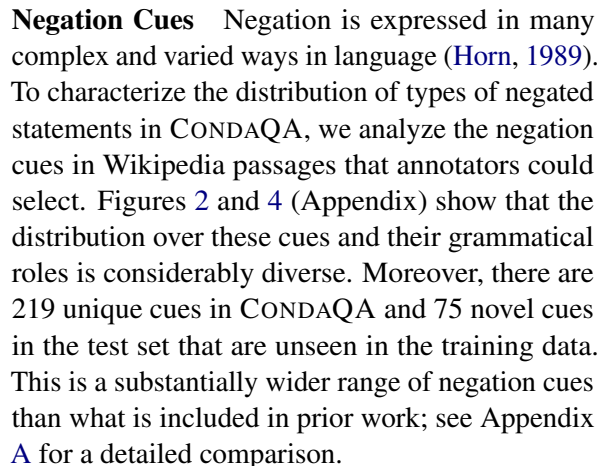 Negation Cues Negation is expressed in many
complex and varied ways in language (Horn, 1989).
To characterize the distribution of types of negated
statements in CONDAQA, we analyze the negation
cues in Wikipedia passages that annotators could
select. Figures 2 and 4 (Appendix) show that the
distribution over these cues and their grammatical
roles is considerably diverse. Moreover, there are
219 unique cues in CONDAQA and 75 novel cues
in the test set that are unseen in the training data.
This is a substantially wider range of negation cues
than what is included in prior work; see Appendix
A for a detailed comparison.